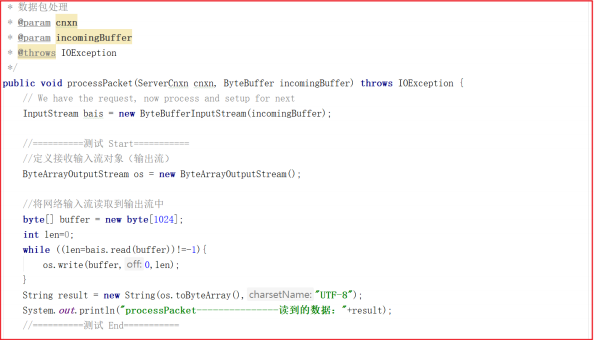 * 数据包处理
* @param cnxn
* @param incomingBuffer
* @throws IOException
*/
public void processPacket(ServerCnxn cnxn, ByteBuffer incomingBuffer) throws IOException {
// We have the request, now process and setup for next
InputStream bais = new ByteBufferInputStream(incomingBuffer);
//==========测试 Start===========
//定义接收输入流对象（输出流）
ByteArrayOutputStream os = new ByteArrayOutputStream();
//将网络输入流读取到输出流中
byte[] buffer = new byte[1024];
int len=0;
while ((len=bais.read(buffer))!=-1){
os.write(buffer, off: 0,len);
}
String result = new String(os.toByteArray(), charsetName: "UTF-8");
System.out.println("processPacket---------------读到的数据："+result);
//==========测试 End===========